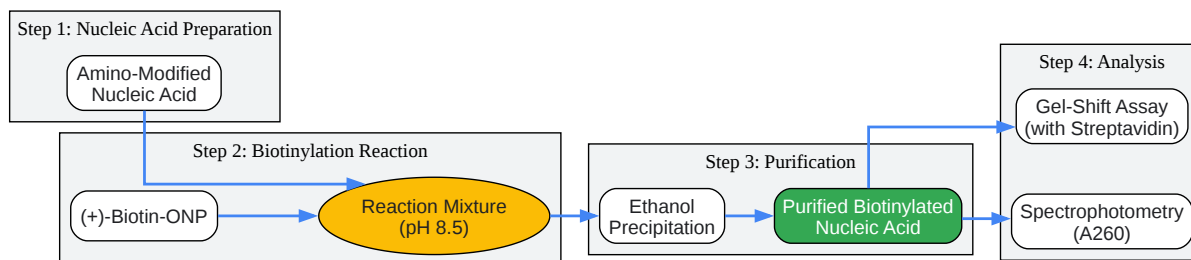 Step 1: Nucleic Acid Preparation
Amino-Modified
Nucleic Acid
Step 2: Biotinylation Reaction
(+)-Biotin-ONP
Reaction Mixture
(pH 8.5)
Step 3: Purification
Ethanol
Precipitation
Purified Biotinylated
Nucleic Acid
Step 4: Analysis
Gel-Shift Assay
(with Streptavidin)
Spectrophotometry
(A260)